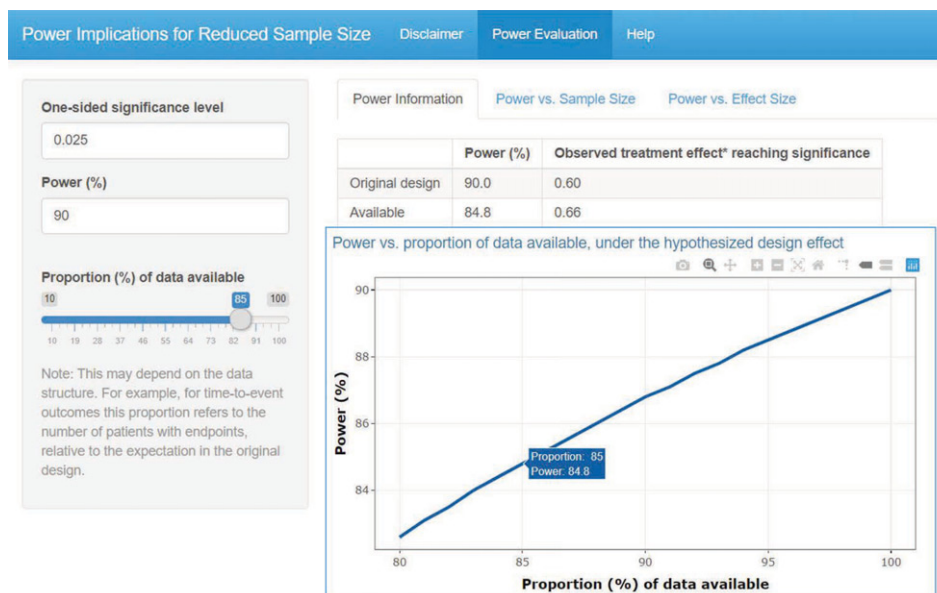 Power Implications for Reduced Sample Size Disclaimer Power Evaluation Help
One-sided significance level
0.025
Power (%)
90
Proportion (%) of data available
10 85 100
10 19 28 37 46 55 64 73 82 91 100
Note: This may depend on the data
structure. For example, for time-to-event
outcomes this proportion refers to the
number of patients with endpoints,
relative to the expectation in the original
design.
Power Information Power vs. Sample Size Power vs. Effect Size
Power (%) Observed treatment effect* reaching significance
Original design 90.0 0.60
Available 84.8 0.66
Power vs. proportion of data available, under the hypothesized design effect
90
88
86
84
Power (%)
Proportion: 85
Power: 84.8
80 85 90 95 100
Proportion (%) of data available